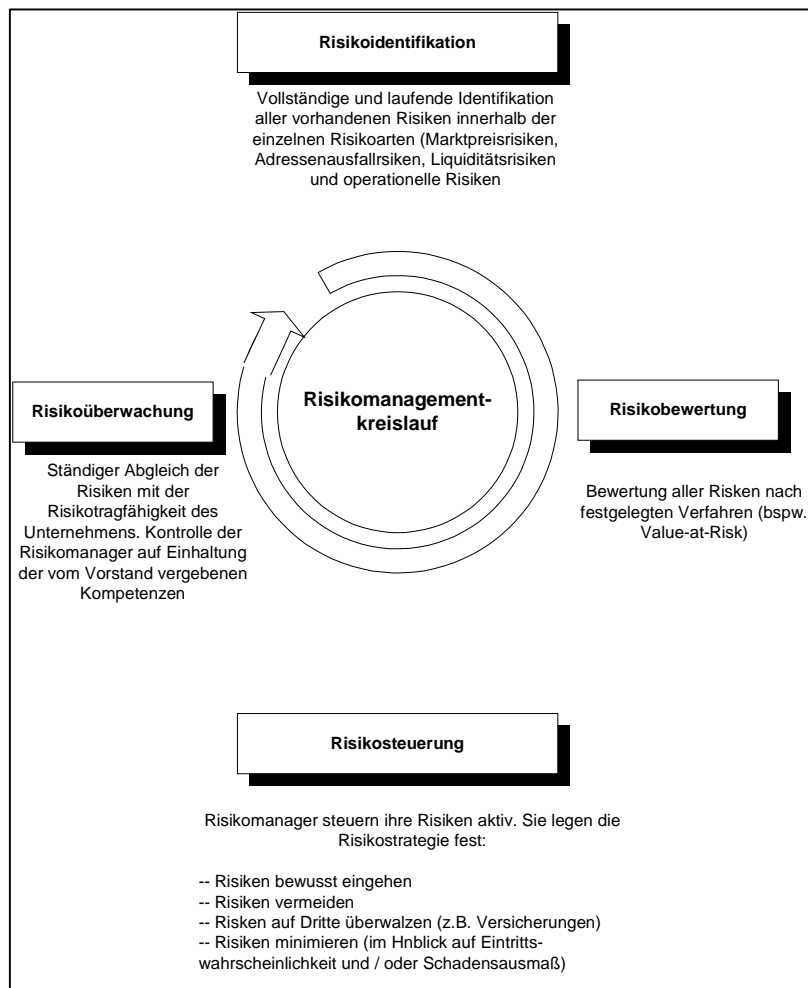 Risikoidentifikation
Vollständige und laufende Identifikation
aller vorhandenen Risiken innerhalb der
einzelnen Risikoarten (Marktpreisrisiken,
Adressenausfallrsiken, Liquiditätsrisiken
und operationelle Risiken
Risikomanagement-
kreislauf
Risikobewertung
Bewertung aller Risken nach
festgelegten Verfahren (bspw.
Value-at-Risk)
Risikosteuerung
Risikomanager steuern ihre Risiken aktiv. Sie legen die
Risikostrategie fest:
-- Risiken bewusst eingehen
-- Risiken vermeiden
-- Risken auf Dritte überwalzen (z.B. Versicherungen)
-- Risiken minimieren (im Hnblick auf Eintritts-
wahrscheinlichkeit und / oder Schadensausmaß)
Risikoüberwachung
Ständiger Abgleich der
Risiken mit der
Risikotragfähigkeit des
Unternehmens. Kontrolle der
Risikomanager auf Einhaltung
der vom Vorstand vergebenen
Kompetenzen